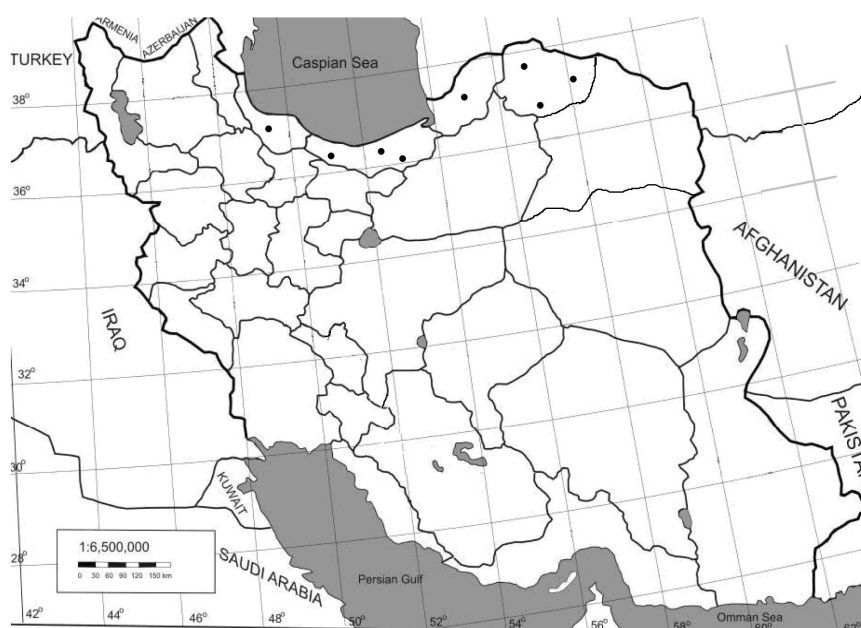 ARMENIA
AZERBAIJAN
TURKEY
Caspian Sea
38°
36°
34°
32°
30°
28°
IRAQ
AFGHANISTAN
KUWAIT
1:6,500,000
0 30 60 90 120 150 km
SAUDI ARABIA
Persian Gulf
Omman Sea
42° 44° 46° 48° 50° 52° 54° 56° 58° 60°